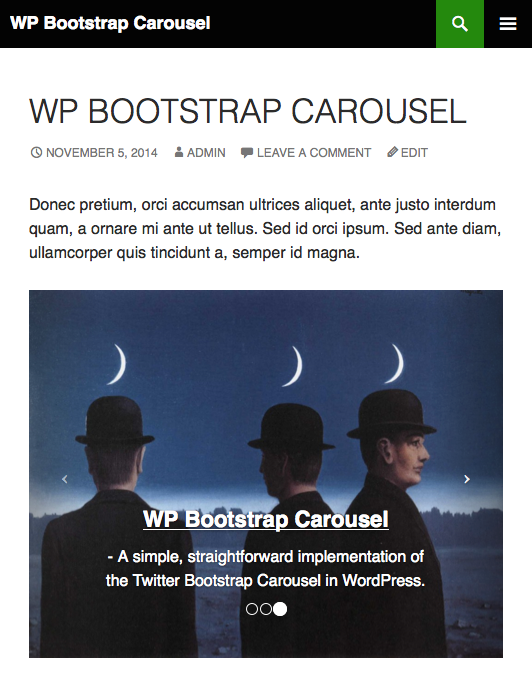 WP Bootstrap Carousel
WP BOOTSTRAP CAROUSEL
NOVEMBER 5, 2014 ADMIN LEAVE A COMMENT EDIT
Donec pretium, orci accumsan ultrices aliquet, ante justo interdum
quam, a ornare mi ante ut tellus. Sed id orci ipsum. Sed ante diam,
ullamcorper quis tincidunt a, semper id magna.
WP Bootstrap Carousel
- A simple, straightforward implementation of
the Twitter Bootstrap Carousel in WordPress.